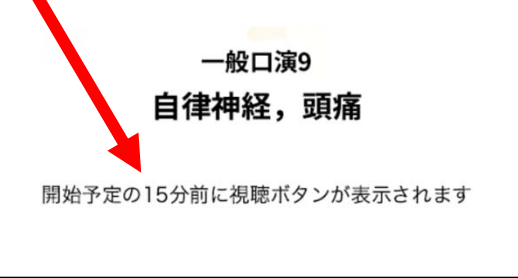 一般口演9
自律神経，頭痛
開始予定の15分前に視聴ボタンが表示されます